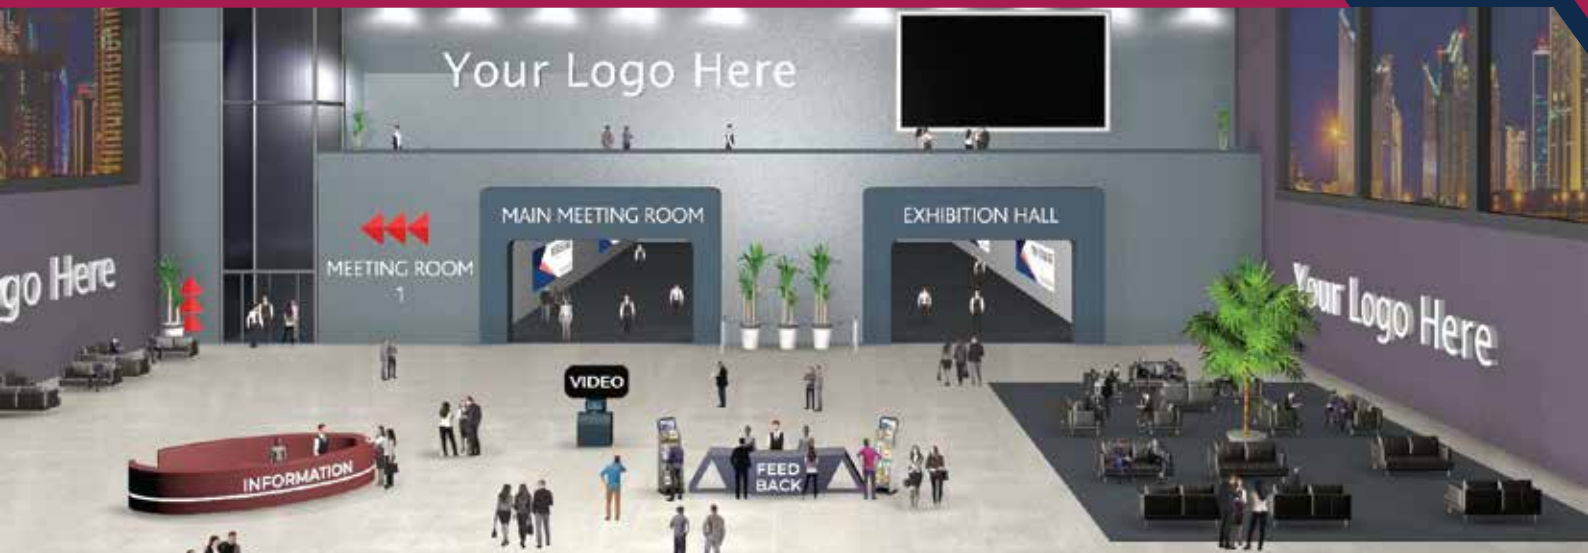 Your Logo Here
MAIN MEETING ROOM
EXHIBITION HALL
MEETING ROOM
1
go Here
Your Logo Here
VIDEO
INFORMATION
FEED
BACK